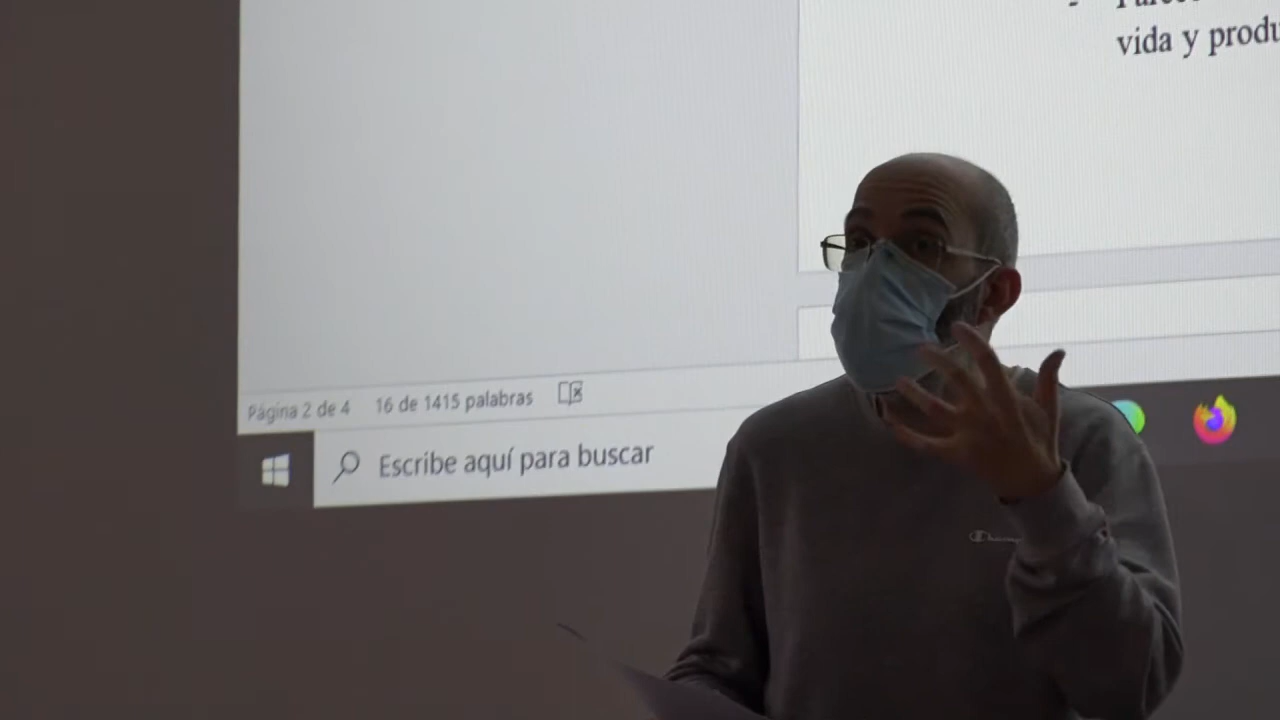 vida y produ
Página 2 de 4 16 de 1415 palabras
Escribe aquí para buscar